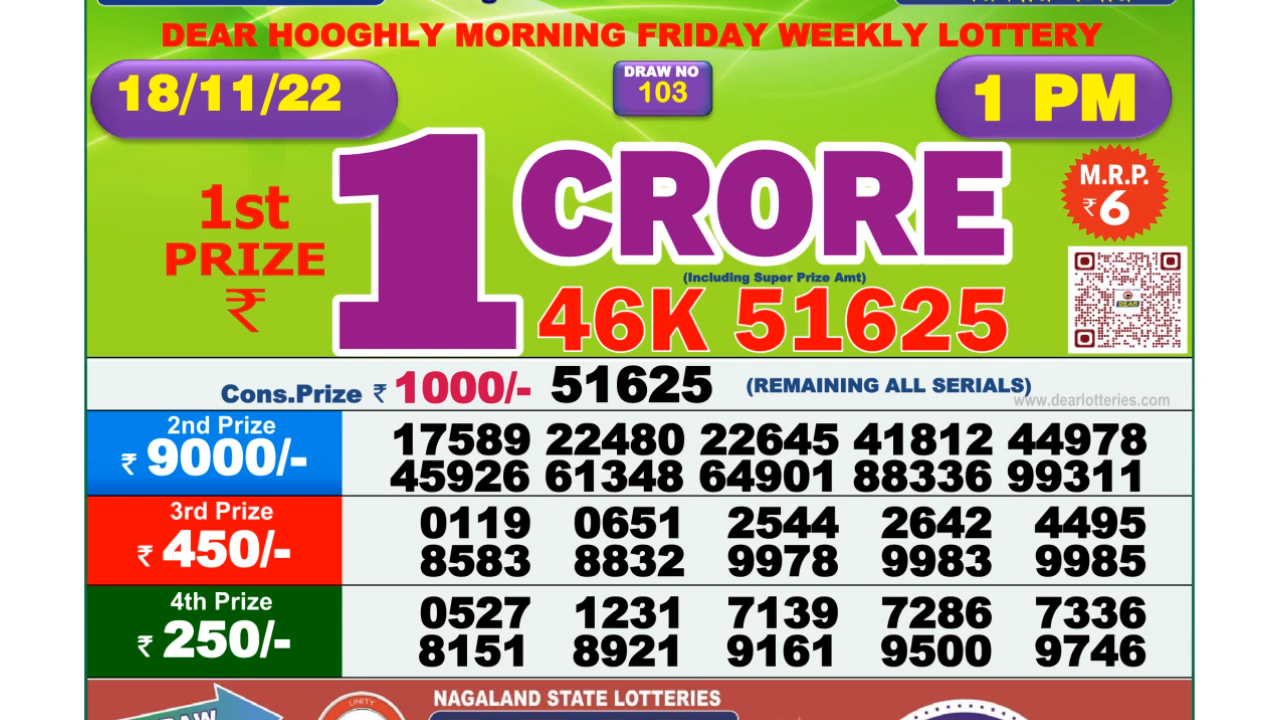 DEAR HOOGHLY MORNING FRIDAY WEEKLY LOTTERY
18/11/22
DRAW NO
103
1 PM
1st
PRIZE
₹
1 CRORE
(Including Super Prize Amt)
46K 51625
M.R.P.
₹6
DEAR
Cons.Prize ₹ 1000/- 51625 (REMAINING ALL SERIALS)
www.dearlotteries.com
2nd Prize
₹ 9000/-
17589 22480 22645 41812 44978
45926 61348 64901 88336 99311
3rd Prize
₹ 450/-
0119 0651 2544 2642 4495
8583 8832 9978 9983 9985
4th Prize
₹ 250/-
0527 1231 7139 7286 7336
8151 8921 9161 9500 9746
NAGALAND STATE LOTTERIES
UNITY